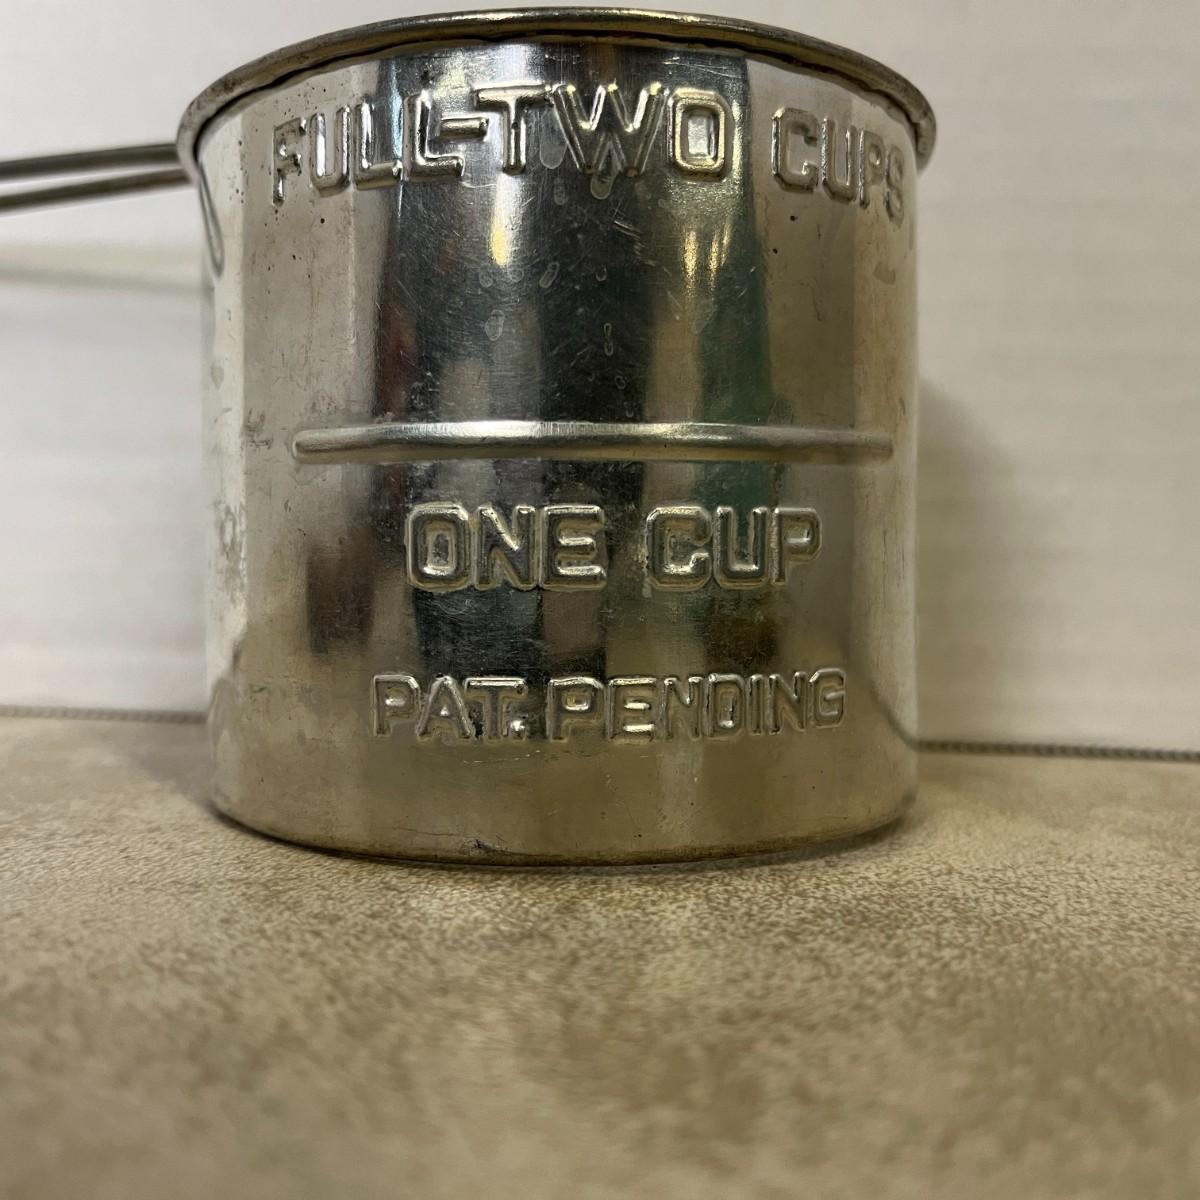 FULL-TWO CUPS
ONE CUP
PAT. PENDING